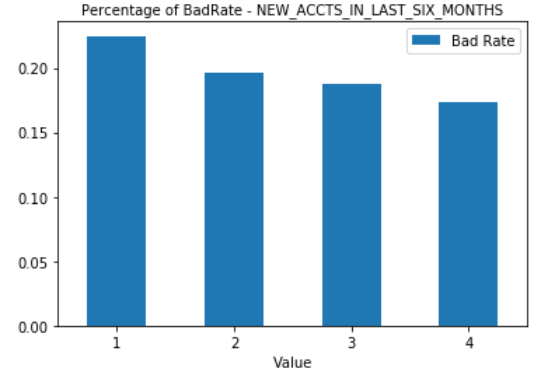 Percentage of BadRate - NEW_ACCTS_IN_LAST_SIX_MONTHS
Bad Rate
0.20
0.15
0.10
0.05
0.00
1 2 3 4
Value